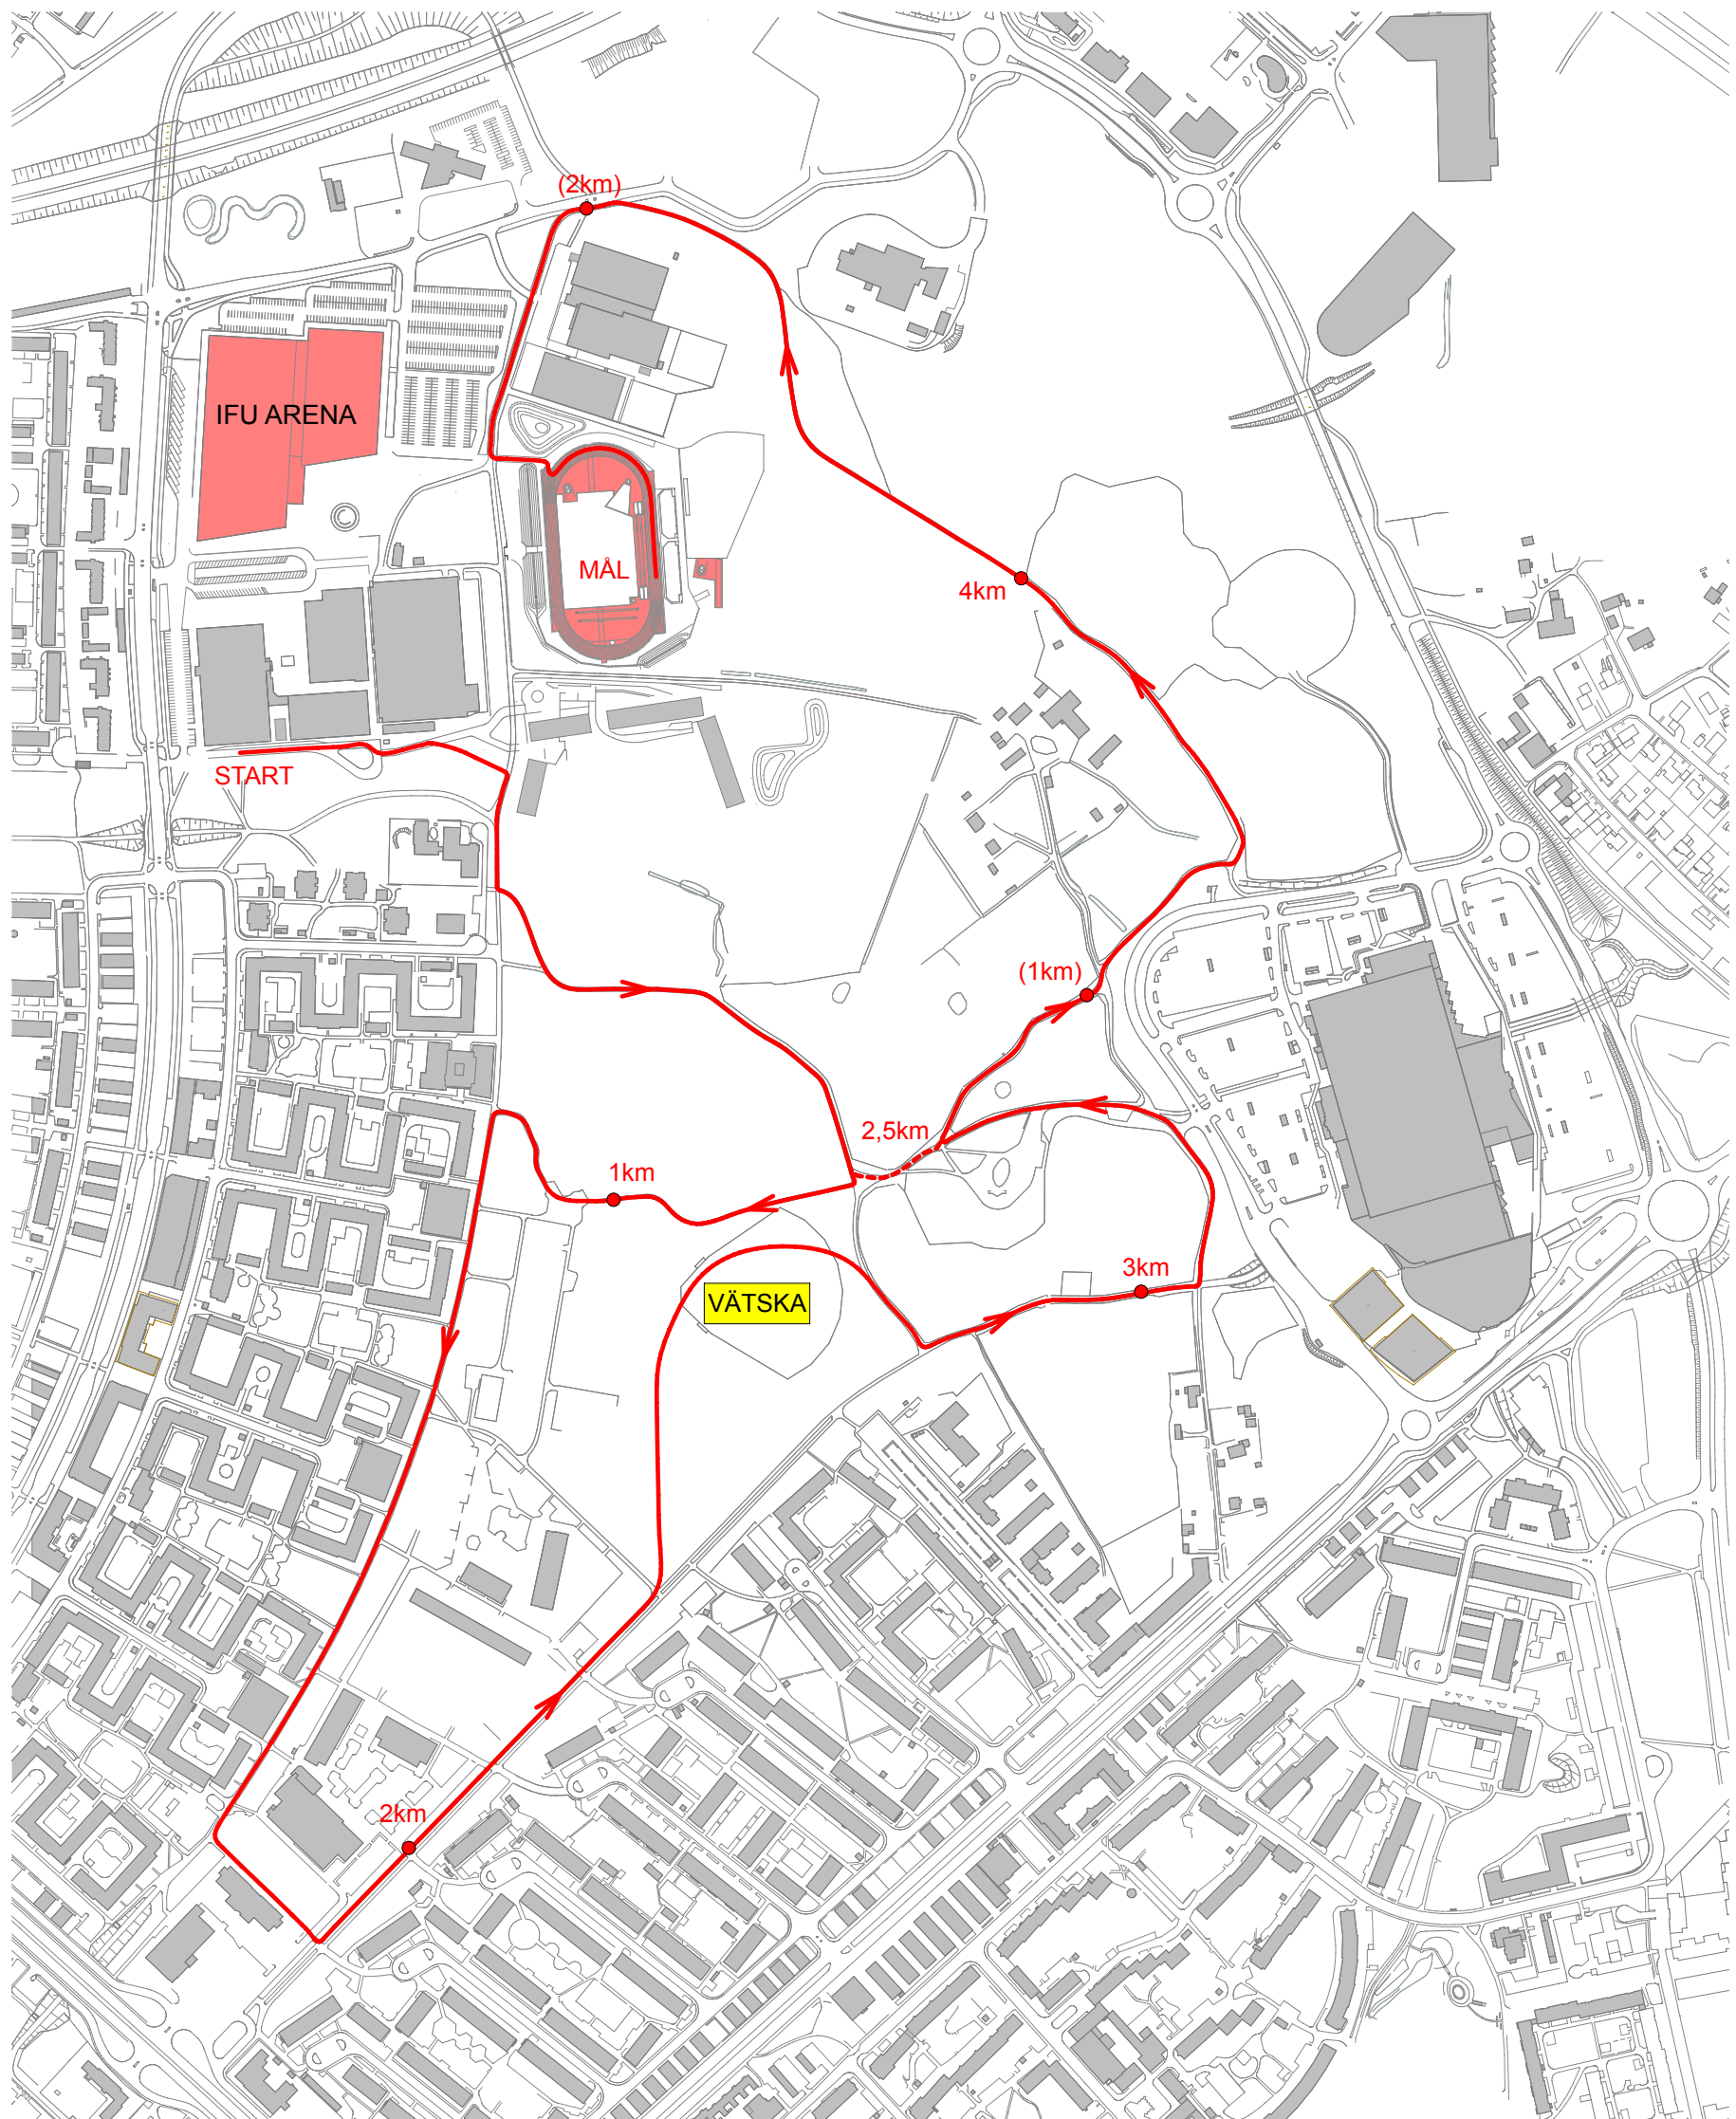 (2km)
IFU ARENA
MÅL
4km
START
(1km)
2,5km
1km
3km
VÄTSKA
2km